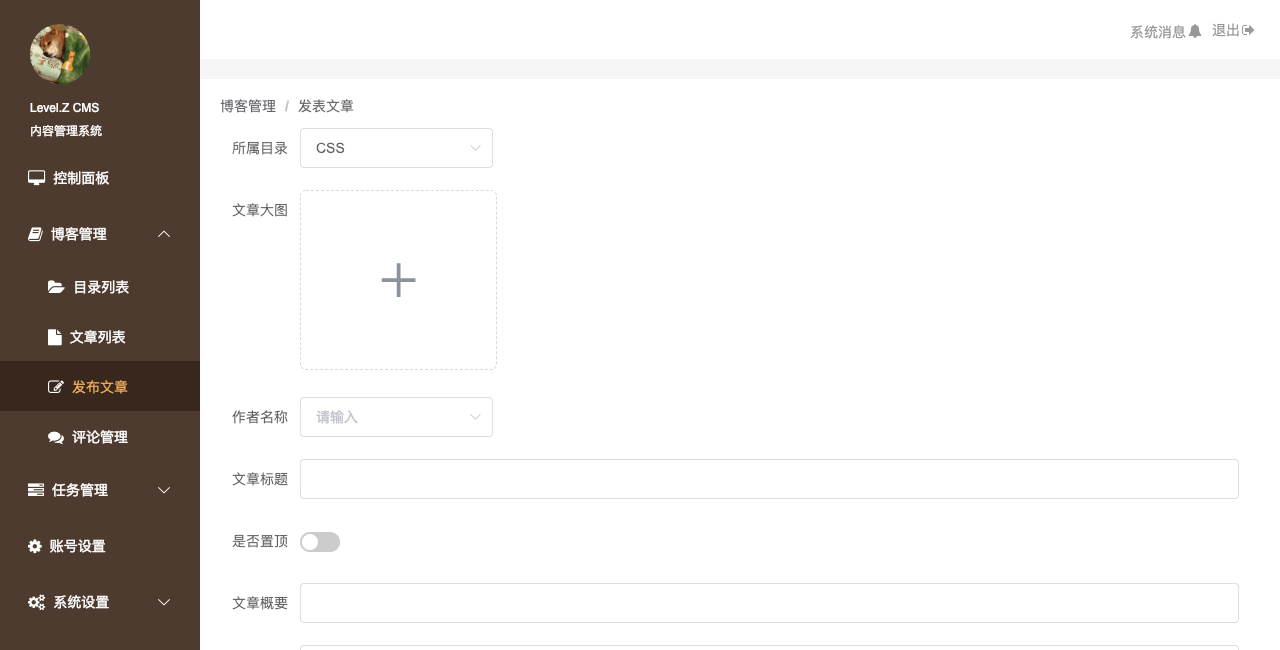 Level.Z CMS
内容管理系统
控制面板
博客管理
目录列表
文章列表
发布文章
评论管理
任务管理
账号设置
系统设置
系统消息 退出
博客管理 / 发表文章
所属目录 CSS
文章大图
作者名称 请输入
文章标题
是否置顶
文章概要